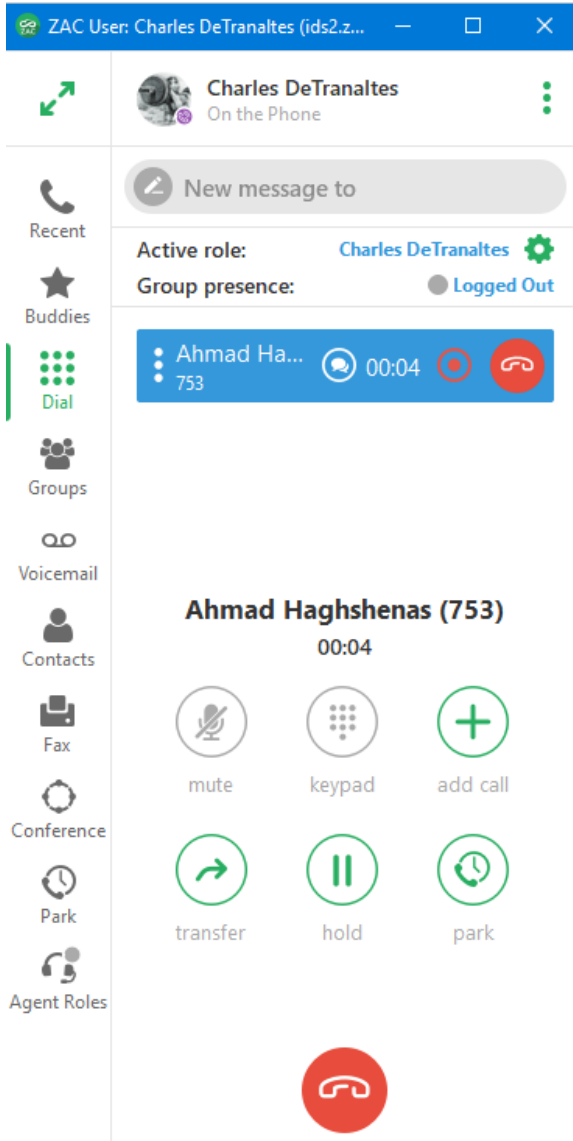 ZAC User: Charles DeTranaltes (ids2.z...
Charles DeTranaltes
On the Phone
New message to
Active role: Charles DeTranaltes
Group presence: Logged Out
Recent
Buddies
Dial
Groups
Voicemail
Contacts
Fax
Conference
Park
Agent Roles
Ahmad Ha... 00:04
753
Ahmad Haghshenas (753)
00:04
mute keypad add call
transfer hold park